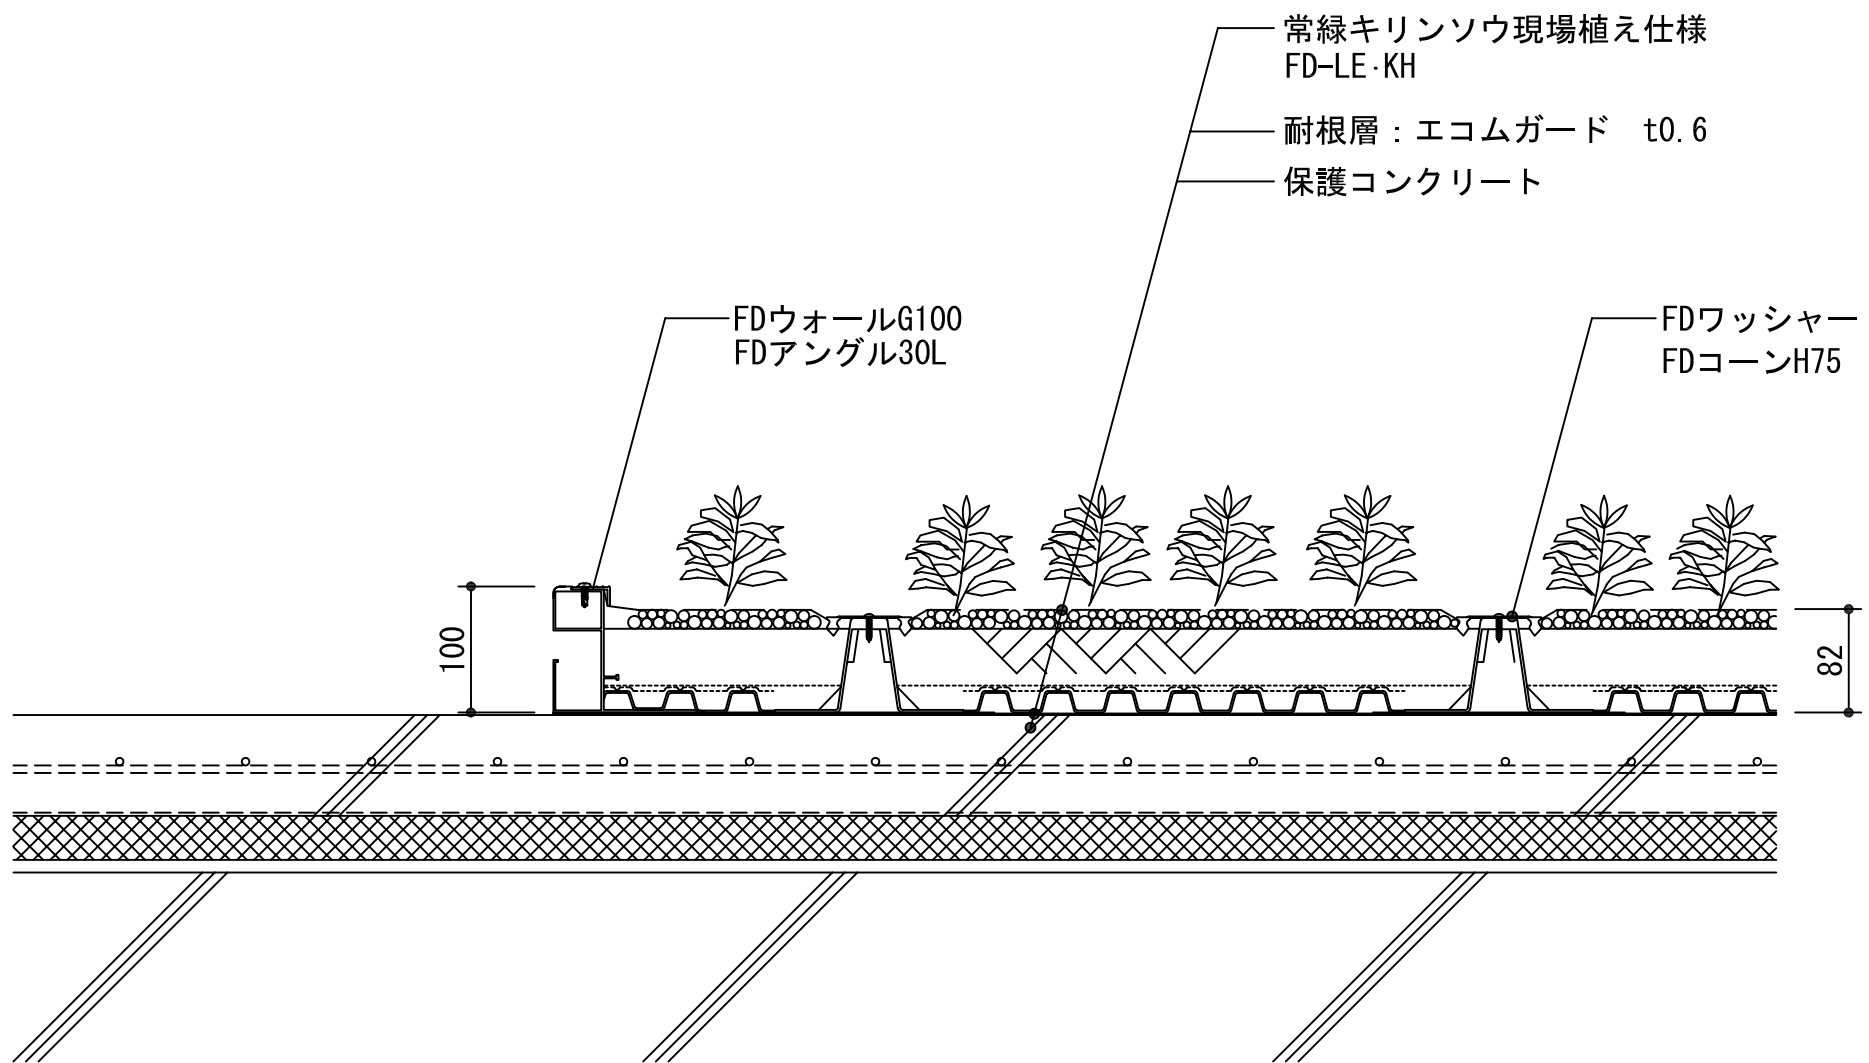 常緑キリンソウ現場植え仕様
FD-LE·KH
耐根層：エコムガード　t0.6
保護コンクリート
FDウォールG100
FDアングル30L
FDワッシャー
FDコーンH75
100
82